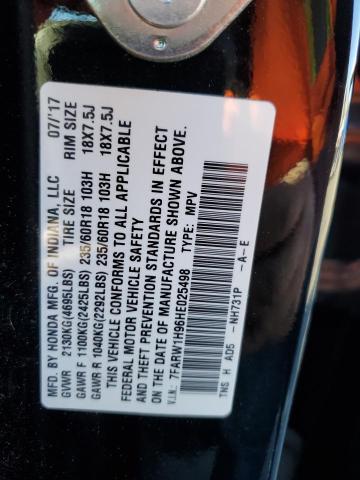 MFD. BY HONDA MFG. OF INDIANA, LLC 07/'17
GVWR 2130KG(4695LBS) TIRE SIZE RIM SIZE
GAWR F 1100KG(2425LBS) 235/60R18 103H 18X7.5J
GAWR R 1040KG(2292LBS) 235/60R18 103H 18X7.5J
THIS VEHICLE CONFORMS TO ALL APPLICABLE
FEDERAL MOTOR VEHICLE SAFETY
AND THEFT PREVENTION STANDARDS IN EFFECT
ON THE DATE OF MANUFACTURE SHOWN ABOVE.
V.I.N.: 7FARW1H96HE025498 TYPE: MPV
TNS H AD5 -NH731P -A-E